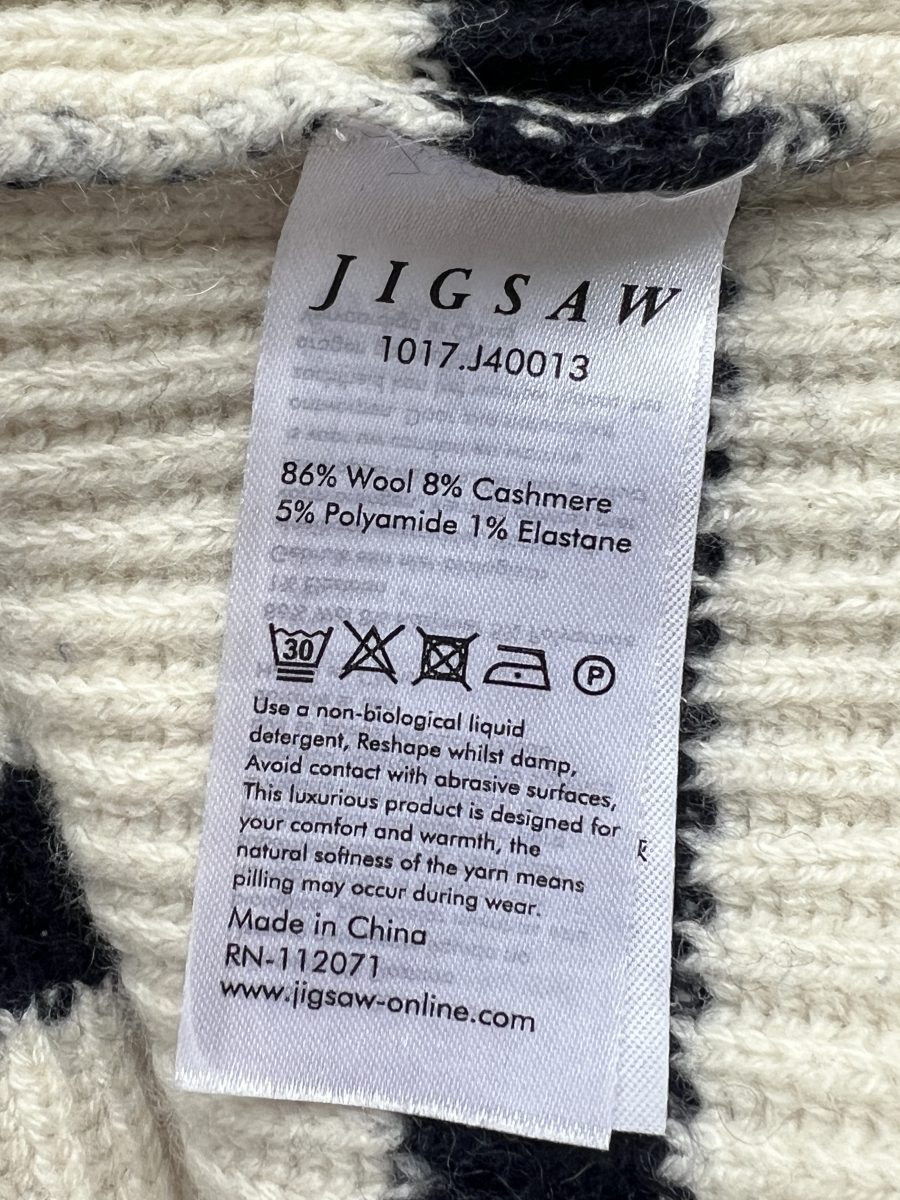 JIGSAW
1017.J40013
86% Wool 8% Cashmere
5% Polyamide 1% Elastane
30
P
Use a non-biological liquid
detergent, Reshape whilst damp,
Avoid contact with abrasive surfaces,
This luxurious product is designed for
your comfort and warmth, the
natural softness of the yarn means
pilling may occur during wear.
Made in China
RN-112071
www.jigsaw-online.com